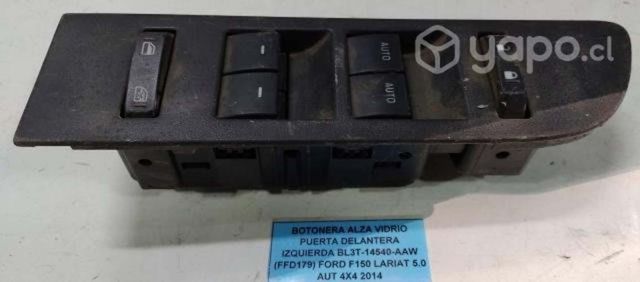 yapo.cl
AUTO
AUTO
BOTONERA ALZA VIDRIO
PUERTA DELANTERA
IZQUIERDA BL3T-14540-AAW
(FFD179) FORD F150 LARIAT 5.0
AUT 4X4 2014